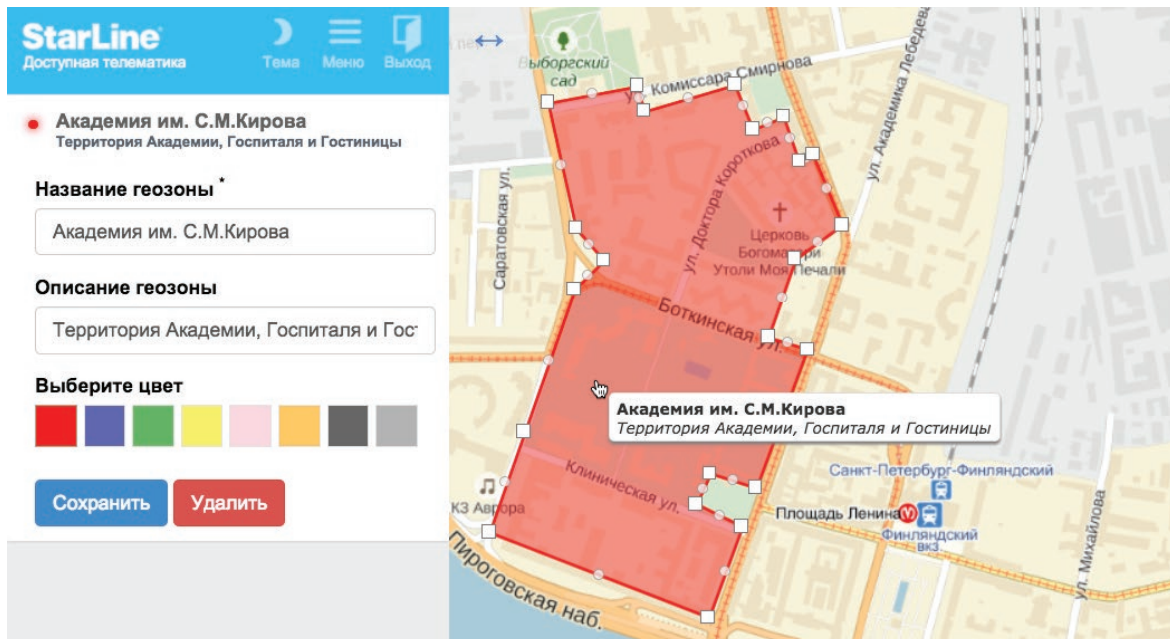 StarLine
Доступная телематика
Тема
Меню
Выход
Академия им. С.М.Кирова
Территория Академии, Госпиталя и Гостиницы
Название геозоны *
Академия им. С.М.Кирова
Описание геозоны
Территория Академии, Госпиталя и Гос
Выберите цвет
Сохранить
Удалить
Выборгский
сад
ул. Комиссара Смирнова
ул. Академика Лебедева
Саратовская ул.
ул. Доктора Короткова
Церковь
Богоматери
Утоли Моя Печали
Боткинская ул.
Академия им. С.М.Кирова
Территория Академии, Госпиталя и Гостиницы
Клиническая ул.
КЗ Аврора
Санкт-Петербург-Финляндский
Площадь Ленина
Финляндский
вкз.
ул. Михайлова
Пироговская наб.